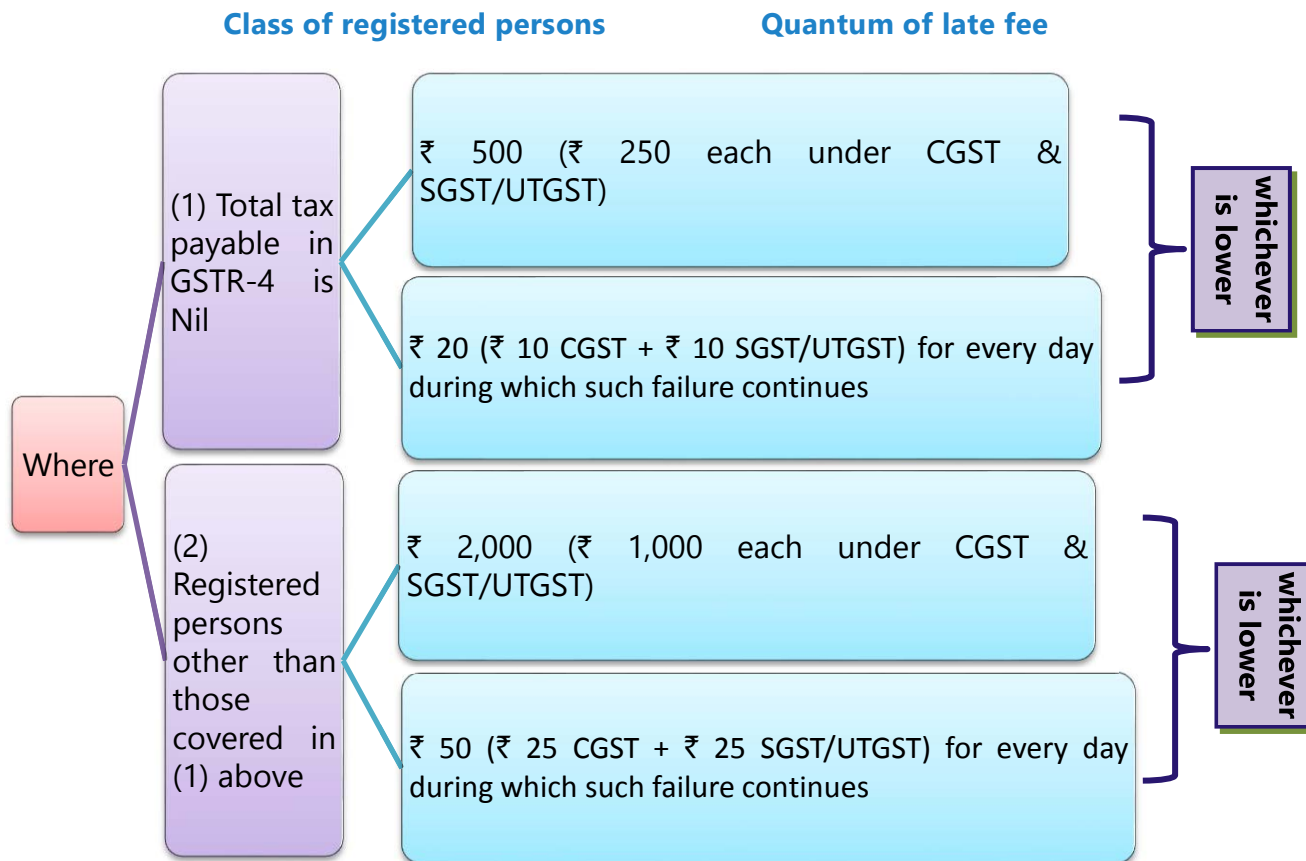 Class of registered persons
Quantum of late fee
Where
(1) Total tax
payable in
GSTR-4 is
Nil
₹ 500 (₹ 250 each under CGST &
SGST/UTGST)
₹ 20 (₹ 10 CGST + ₹ 10 SGST/UTGST) for every day
during which such failure continues
whichever
is lower
(2)
Registered
persons
other than
those
covered in
(1) above
₹ 2,000 (₹ 1,000 each under CGST &
SGST/UTGST)
₹ 50 (₹ 25 CGST + ₹ 25 SGST/UTGST) for every day
during which such failure continues
whichever
is lower